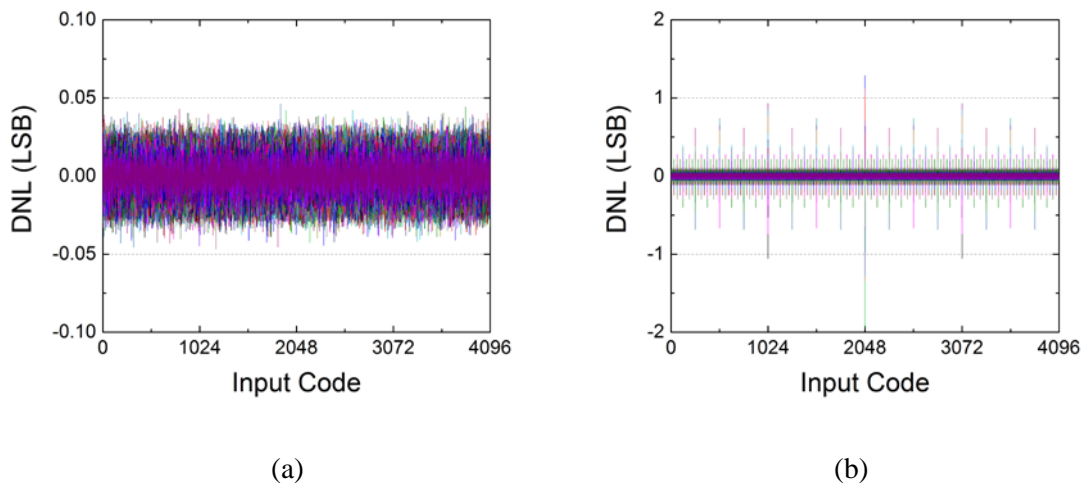 0.10
0.05
0.00
-0.05
-0.10
DNL (LSB)
0 1024 2048 3072 4096
Input Code
(a)
2
1
0
-1
-2
DNL (LSB)
0 1024 2048 3072 4096
Input Code
(b)